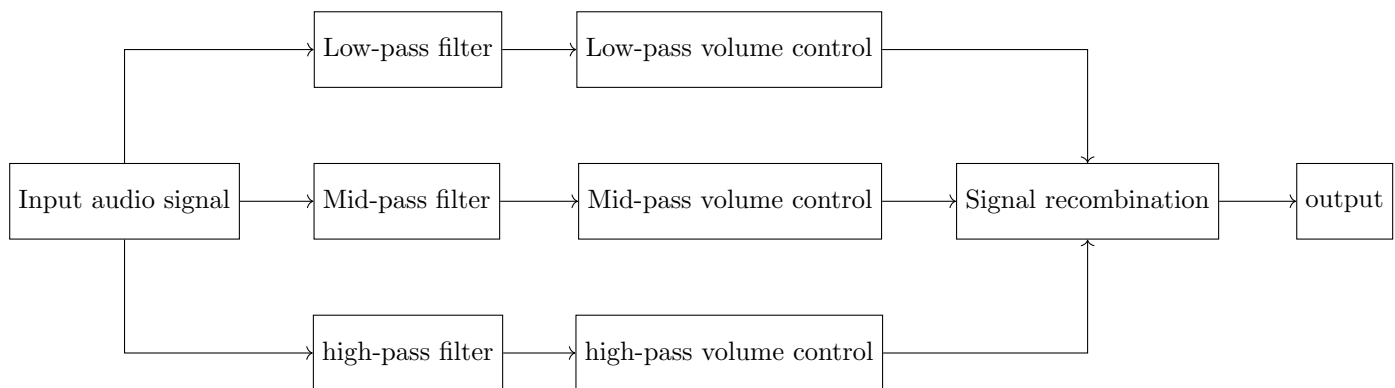 Low-pass filter
Low-pass volume control
Input audio signal
Mid-pass filter
Mid-pass volume control
Signal recombination
output
high-pass filter
high-pass volume control